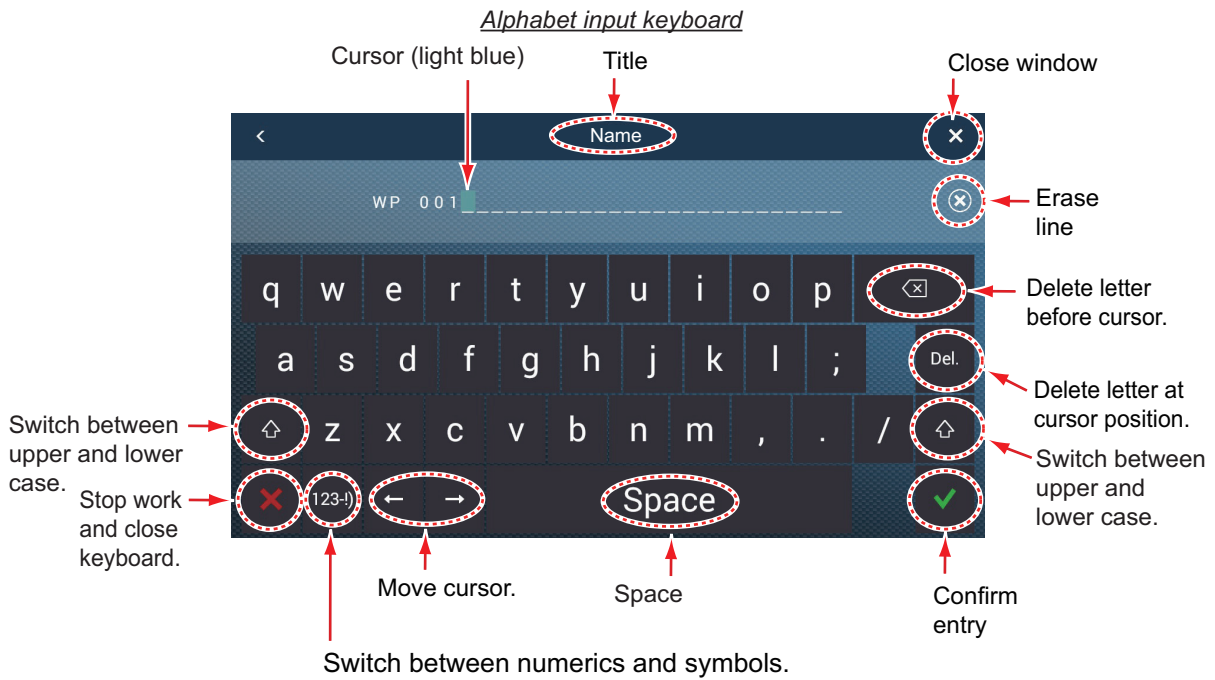 Alphabet input keyboard
Cursor (light blue)
Title
Close window
<
Name
×
WP 001_ _ _ _ _ _ _ _ _ _ _ _ _ _ _ _ _ _ _
Erase
line
q w e r t y u i o p
Delete letter
before cursor.
a s d f g h j k l ;
Del.
Delete letter at
cursor position.
Switch between
upper and lower
case.
z x c v b n m , . /
Switch between
upper and
lower case.
Stop work
and close
keyboard.
123-!)
← →
Space
Move cursor.
Space
Confirm
entry
Switch between numerics and symbols.